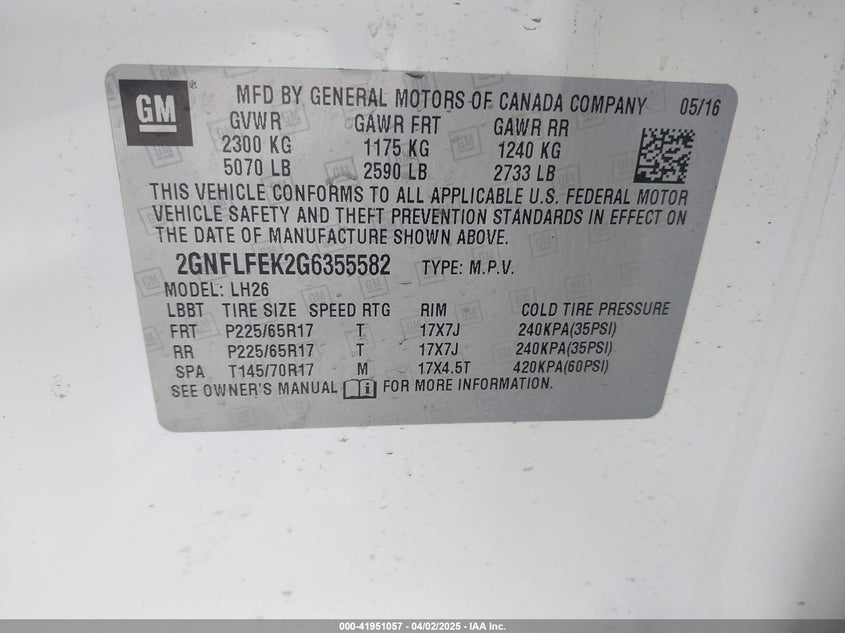 GM
MFD BY GENERAL MOTORS OF CANADA COMPANY 05/16
GVWR GAWR FRT GAWR RR
2300 KG 1175 KG 1240 KG
5070 LB 2590 LB 2733 LB
THIS VEHICLE CONFORMS TO ALL APPLICABLE U.S. FEDERAL MOTOR
VEHICLE SAFETY AND THEFT PREVENTION STANDARDS IN EFFECT ON
THE DATE OF MANUFACTURE SHOWN ABOVE.
2GNFLFEK2G6355582 TYPE: M.P.V.
MODEL: LH26
LBBT TIRE SIZE SPEED RTG RIM COLD TIRE PRESSURE
FRT P225/65R17 T 17X7J 240KPA(35PSI)
RR P225/65R17 T 17X7J 240KPA(35PSI)
SPA T145/70R17 M 17X4.5T 420KPA(60PSI)
SEE OWNER'S MANUAL FOR MORE INFORMATION.
000-41951057 - 04/02/2025 - IAA Inc.